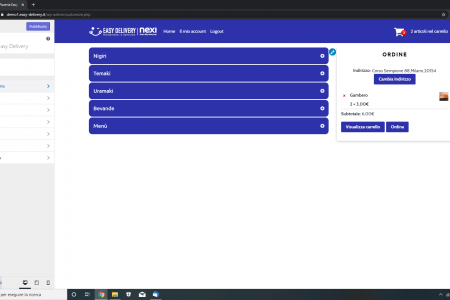 demo1.easy-delivery.it/wp-admin/customize.php
Pubblicato
asy Delivery
EASY DELIVERY
nexi
Home
Il mio account
Logout
2 articoli nel carrello
Nigiri
Temaki
Uramaki
Bevande
Menù
ORDINE
Indirizzo: Corso Sempione 68 Milano 20154
Cambia indirizzo
× Gambero
2 × 3,00€
Subtotale: 6,00€
Visualizza carrello
Ordina
per eseguire la ricerca